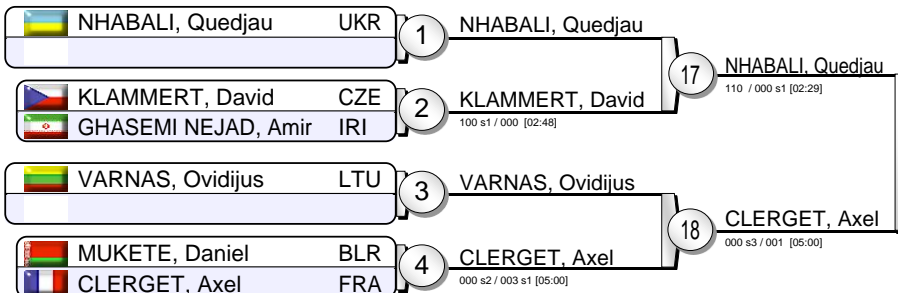 NHABALI, Quedjau UKR
1
NHABALI, Quedjau
KLAMMERT, David CZE
GHASEMI NEJAD, Amir IRI
2
KLAMMERT, David
100 s1 / 000 [02:48]
17
NHABALI, Quedjau
110 / 000 s1 [02:29]
VARNAS, Ovidijus LTU
3
VARNAS, Ovidijus
MUKETE, Daniel BLR
CLERGET, Axel FRA
4
CLERGET, Axel
000 s2 / 003 s1 [05:00]
18
CLERGET, Axel
000 s3 / 001 [05:00]